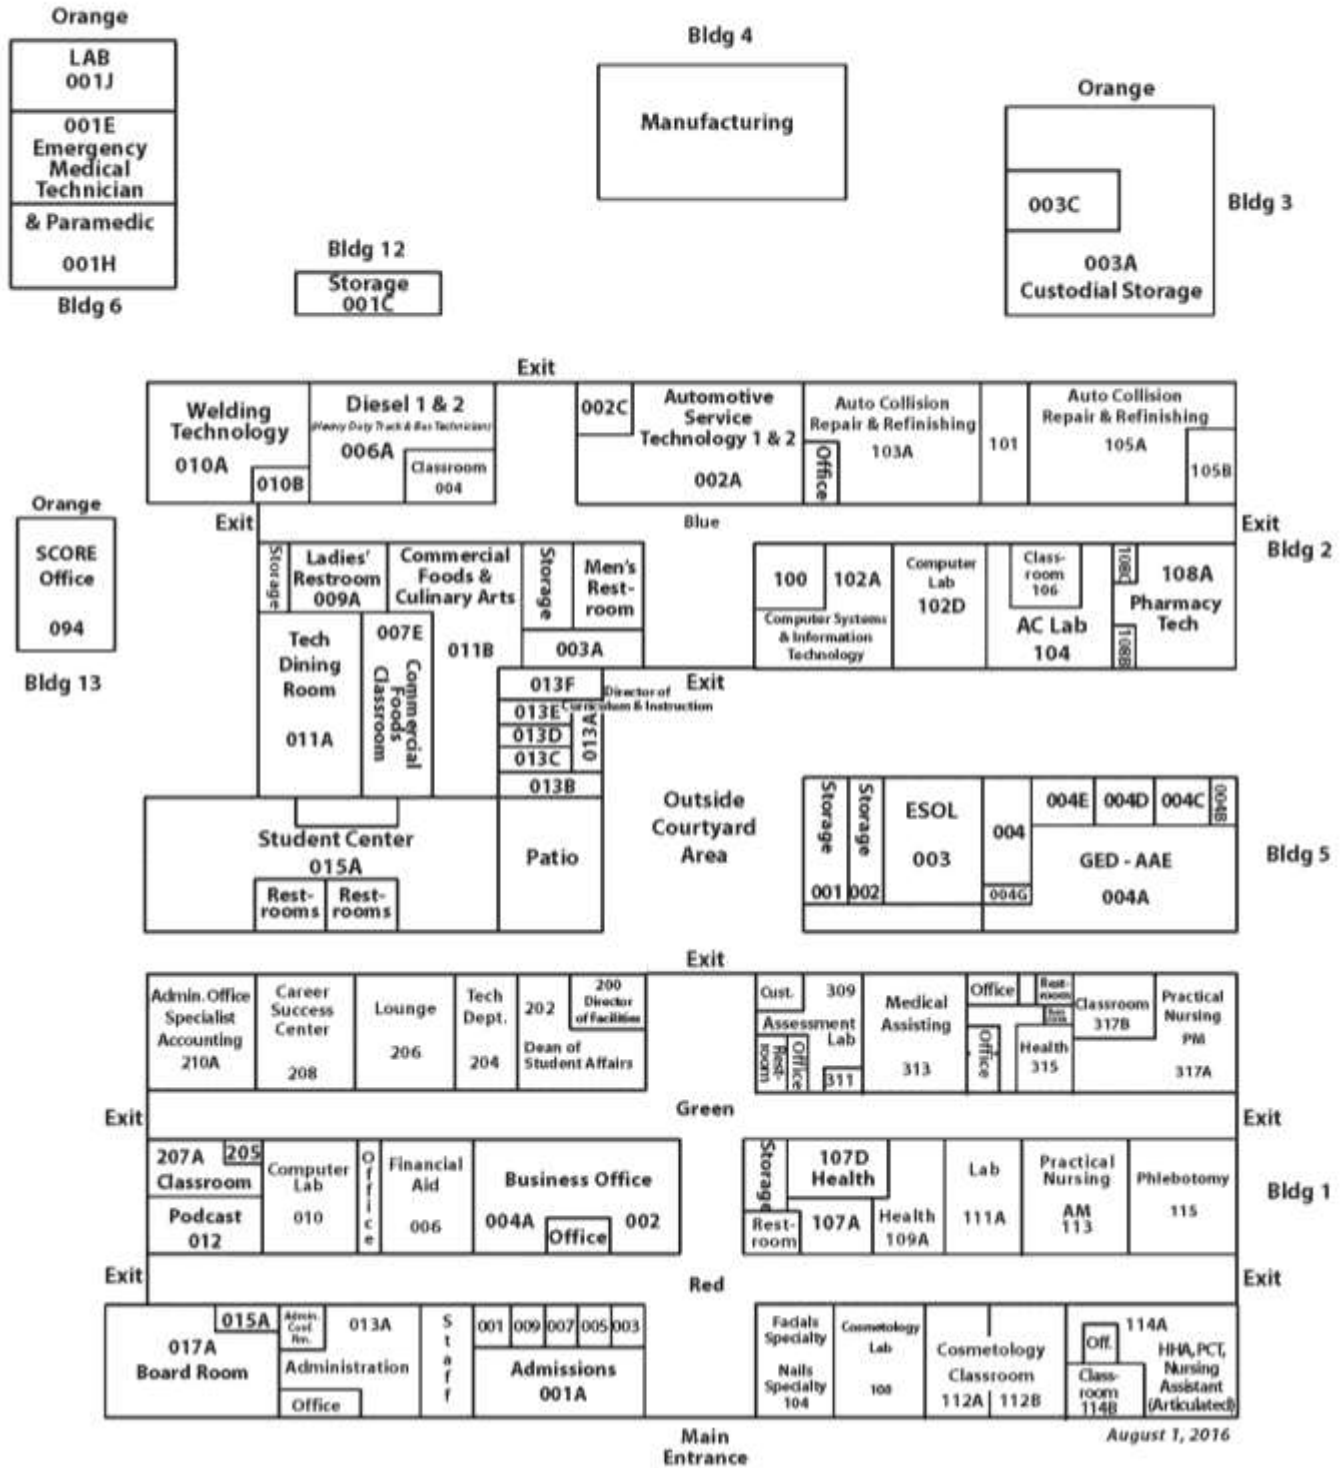 Orange
LAB
001J
001E
Emergency
Medical
Technician
& Paramedic
001H
Bldg 6
Bldg 12
Storage
001C
Bldg 4
Manufacturing
Orange
003C
003A
Custodial Storage
Bldg 3
Exit
Welding
Technology
010A
010B
Diesel 1 & 2
(Heavy Duty Truck & Bus Technician)
006A
Classroom
004
002C
Automotive
Service
Technology 1 & 2
002A
Auto Collision
Repair & Refinishing
103A
Office
101
Auto Collision
Repair & Refinishing
105A
105B
Orange
SCORE
Office
094
Bldg 13
Exit
Blue
Exit
Bldg 2
Storage
Ladies'
Restroom
009A
Commercial
Foods &
Culinary Arts
011B
Storage
Men's
Rest-
room
003A
Tech
Dining
Room
011A
007E
Commercial
Foods
Classroom
013F
013E
013D
013C
013B
013A
Director of
Curriculum & Instruction
Exit
100
102A
Computer Systems
& Information
Technology
Computer
Lab
102D
Class-
room
106
AC Lab
104
108C
108B
108A
Pharmacy
Tech
Student Center
015A
Rest-
rooms
Rest-
rooms
Patio
Outside
Courtyard
Area
Storage
001
Storage
002
ESOL
003
004
004G
004E
004D
004C
004B
GED - AAE
004A
Bldg 5
Exit
Admin. Office
Specialist
Accounting
210A
Career
Success
Center
208
Lounge
206
Tech
Dept.
204
202
200
Director
of Facilities
Dean of
Student Affairs
Cust.
309
Assessment
Lab
Rest-
room
Office
311
Medical
Assisting
313
Office
Office
Rest-
rooms
Health
315
Classroom
317B
Practical
Nursing
PM
317A
Exit
Green
Exit
207A
205
Classroom
Podcast
012
Computer
Lab
010
Office
Financial
Aid
006
Business Office
004A
002
Office
Storage
Rest-
room
107D
Health
107A
Health
109A
Lab
111A
Practical
Nursing
AM
113
Phlebotomy
115
Bldg 1
Exit
Red
Exit
015A
017A
Board Room
Admin.
Conf.
Rm.
013A
Administration
Office
Staff
001
009
007
005
003
Admissions
001A
Facials
Specialty
Nails
Specialty
104
Cosmetology
Lab
108
Cosmetology
Classroom
112A
112B
Off.
114A
Class-
room
114B
HHA, PCT,
Nursing
Assistant
(Articulated)
Main
Entrance
August 1, 2016